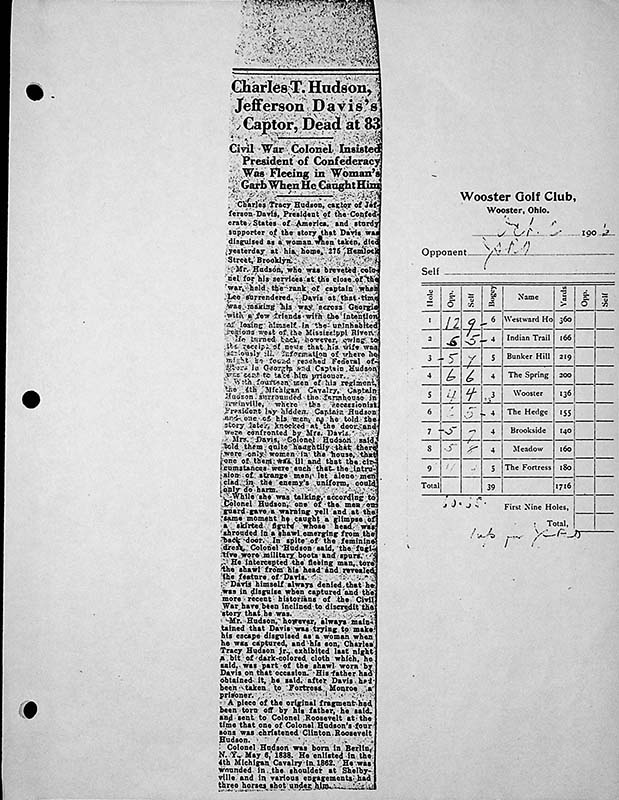 Charles T. Hudson,
Jefferson Davis's
Captor, Dead at 83
Civil War Colonel Insisted
President of Confederacy
Was Fleeing in Woman's
Garb When He Caught Him
Charles Tracy Hudson, captor of Jef-
ferson Davis, President of the Confed-
erate States of America, and sturdy
supporter of the story that Davis was
disguised as a woman when taken, died
yesterday at his home, 275 Hemlock
Street, Brooklyn.
Mr. Hudson, who was breveted colo-
nel for his services at the close of the
war, held the rank of captain when
Lee surrendered. Davis at that time
was making his way across Georgia
with a few friends with the intention
of losing himself in the uninhabited
regions west of the Mississippi River.
He turned back, however, owing to
the receipt of news that his wife was
seriously ill. Information of where he
might be found reached Federal of-
ficers in Georgia and Captain Hudson
was sent to take him prisoner.
With fourteen men of his regiment,
the 4th Michigan Cavalry, Captain
Hudson surrounded the farmhouse in
Irwinville, where the secessionist
President lay hidden. Captain Hudson
and one of his men, as he told the
story later, knocked at the door and
were confronted by Mrs. Davis.
Mrs. Davis, Colonel Hudson said,
told them quite haughtily that there
were only women in the house, that
one of them was ill and that the cir-
cumstances were such that the intru-
sion of strange men, let alone men
clad in the enemy's uniform, could
only do harm.
While she was talking, according to
Colonel Hudson, one of the men on
guard gave a warning yell and at the
same moment he caught a glimpse of
a skirted figure whose head was
shrouded in a shawl emerging from the
back door. In spite of the feminine
dress, Colonel Hudson said, the fugi-
tive wore military boots and spurs.
He intercepted the fleeing man, tore
the shawl from his head and revealed
the feature of Davis.
Davis himself always denied that he
was in disguise when captured and the
more recent historians of the Civil
War have been inclined to discredit the
story that he was.
Mr. Hudson, however, always main-
tained that Davis was trying to make
his escape disguised as a woman when
he was captured, and his son, Charles
Tracy Hudson jr., exhibited last night
a bit of dark-colored cloth which, he
said, was part of the shawl worn by
Davis on that occasion. His father had
obtained it, he said, after Davis had
been taken to Fortress Monroe a
prisoner.
A piece of the original fragment had
been torn off by his father, he said,
and sent to Colonel Roosevelt at the
time that one of Colonel Hudson's four
sons was christened Clinton Roosevelt
Hudson.
Colonel Hudson was born in Berlin,
N. Y., May 6, 1838. He enlisted in the
4th Michigan Cavalry in 1862. He was
wounded in the shoulder at Shelby-
ville and in various engagements had
three horses shot under him.
Wooster Golf Club,
Wooster, Ohio.
190
Opponent
Self
Hole Opp. Self Bogey Name Yards Opp. Self
1 12 9 6 Westward Ho 360
2 6 5 4 Indian Trail 166
3 5 7 5 Bunker Hill 219
4 6 6 4 The Spring 200
5 4 4 3 Wooster 136
6 5 4 The Hedge 155
7 5 4 Brookside 140
8 5 4 Meadow 160
9 5 The Fortress 180
Total 39 1716
First Nine Holes,
Total,